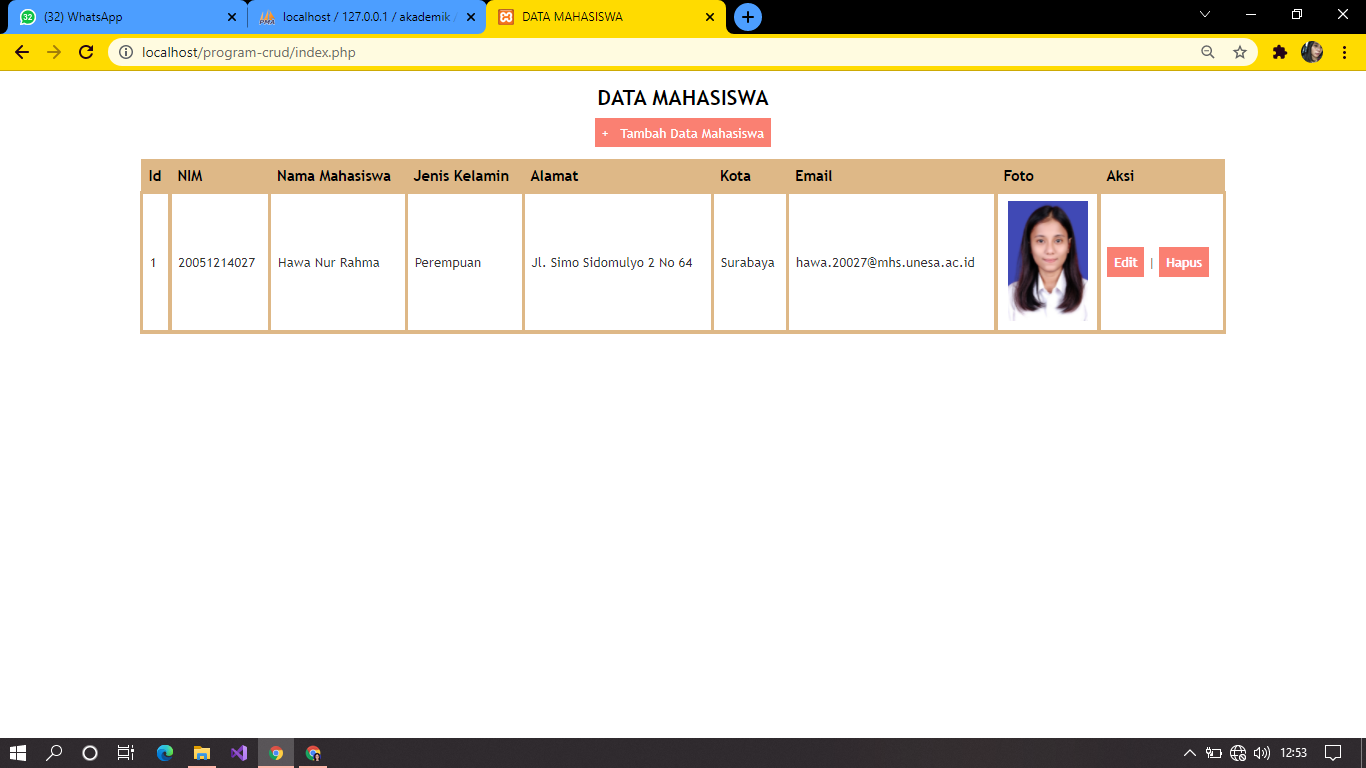 (32) WhatsApp
localhost / 127.0.0.1 / akademik /
DATA MAHASISWA
localhost/program-crud/index.php
DATA MAHASISWA
+ Tambah Data Mahasiswa
Id NIM Nama Mahasiswa Jenis Kelamin Alamat Kota Email Foto Aksi
1 20051214027 Hawa Nur Rahma Perempuan Jl. Simo Sidomulyo 2 No 64 Surabaya hawa.20027@mhs.unesa.ac.id Edit | Hapus
12:53